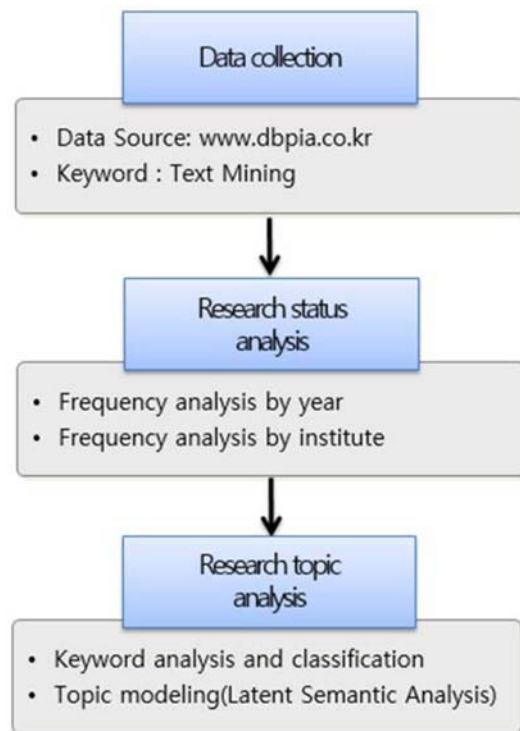 Data collection
• Data Source: www.dbpia.co.kr
• Keyword : Text Mining
Research status
analysis
• Frequency analysis by year
• Frequency analysis by institute
Research topic
analysis
• Keyword analysis and classification
• Topic modeling(Latent Semantic Analysis)